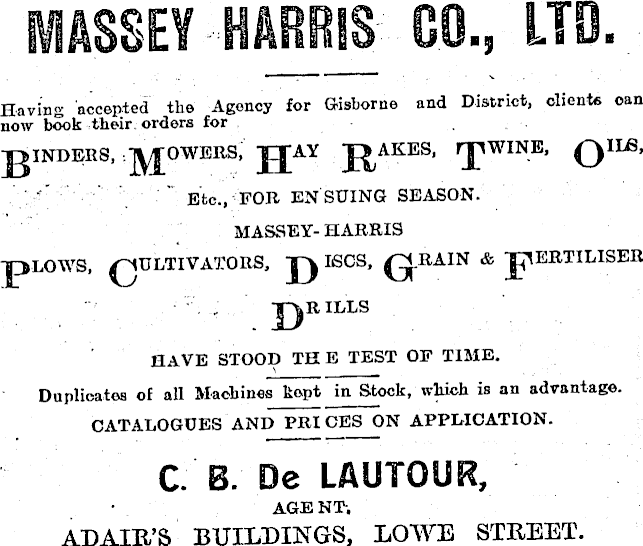 MASSEY HARRIS CO., LTD.
Having accepted the Agency for Gisborne and District, clients can
now book their orders for
BINDERS, MOWERS, HAY RAKES, TWINE, OILS,
Etc., FOR ENSUING SEASON.
MASSEY-HARRIS
PLOWS, CULTIVATORS, DISCS, GRAIN & FERTILISER
DRILLS
HAVE STOOD THE TEST OF TIME.
Duplicates of all Machines kept in Stock, which is an advantage.
CATALOGUES AND PRICES ON APPLICATION.
C. B. De LAUTOUR,
AGENT,
ADAIR'S BUILDINGS, LOWE STREET.